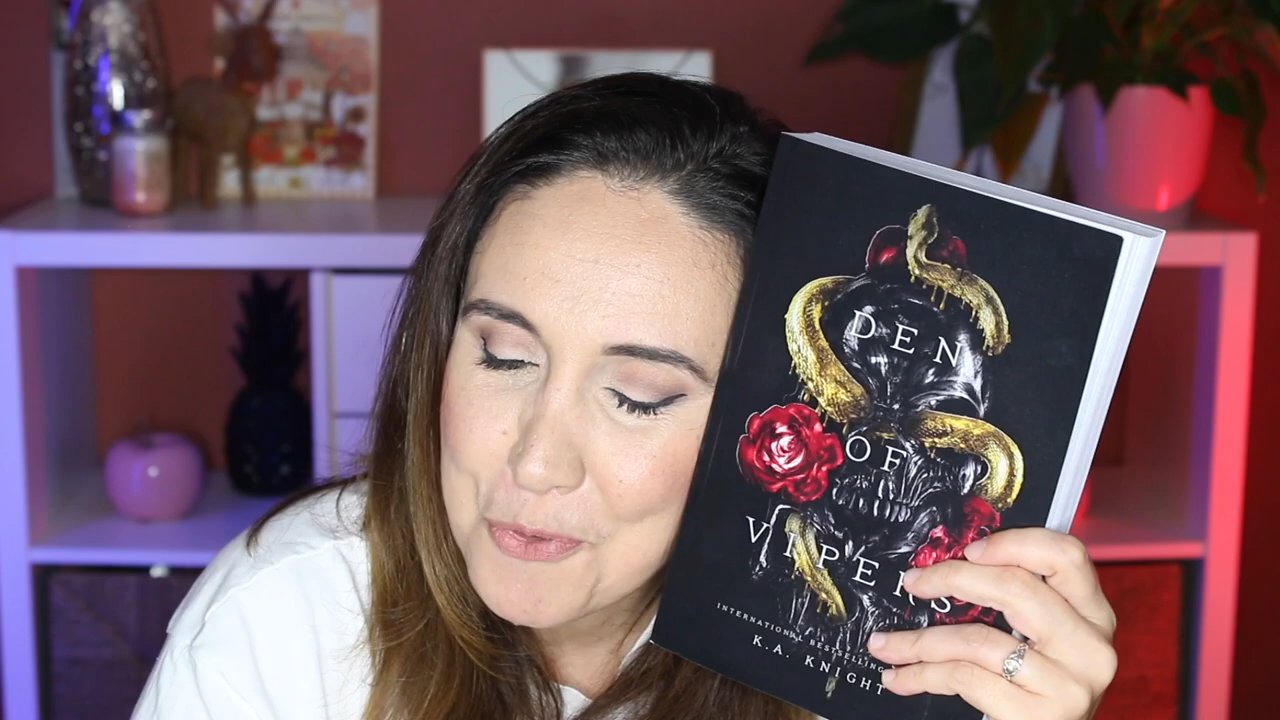 DEN
OF
VIPERS
INTERNATIONAL BESTSELLING
K.A. KNIGHT